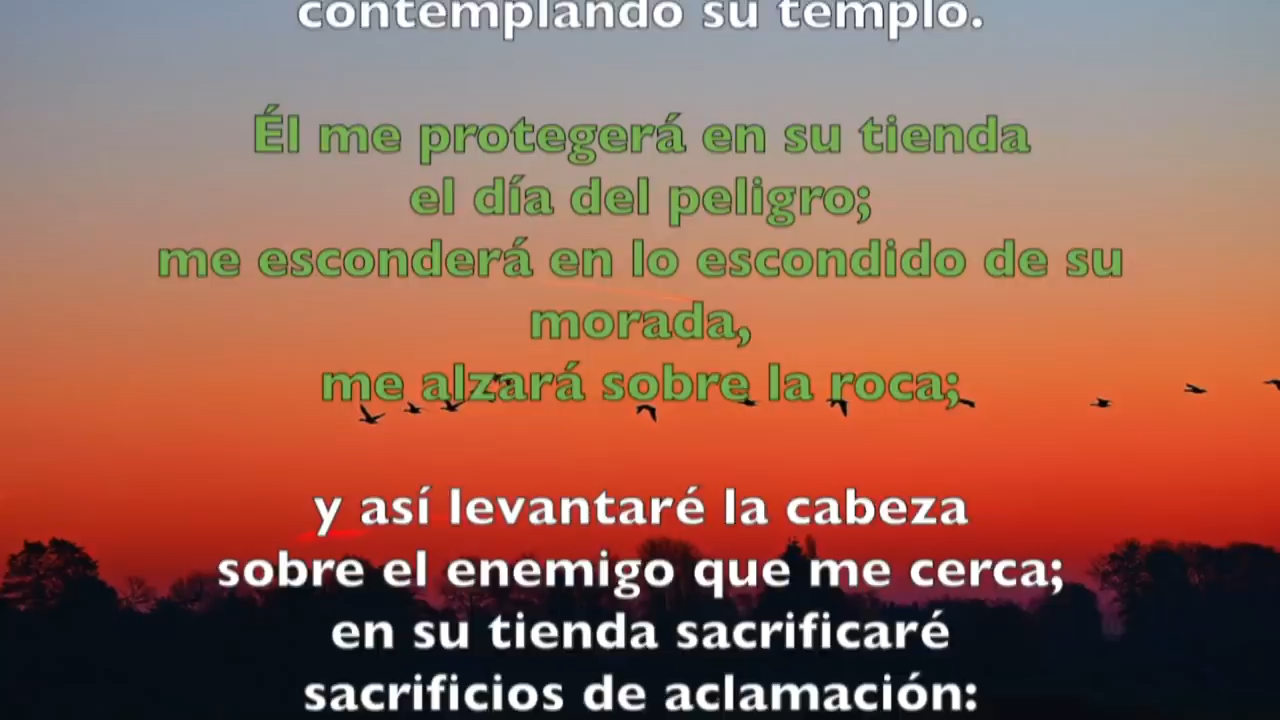 contemplando su templo.
Él me protegerá en su tienda
el día del peligro;
me esconderá en lo escondido de su
morada,
me alzará sobre la roca;
y así levantaré la cabeza
sobre el enemigo que me cerca;
en su tienda sacrificaré
sacrificios de aclamación: